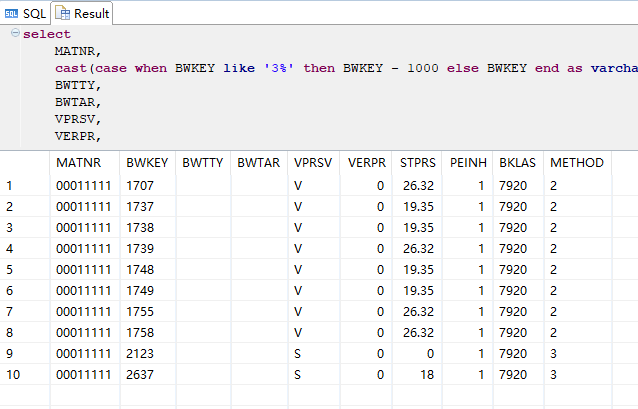 SQL Result
select
MATNR,
cast(case when BWKEY like '3%' then BWKEY - 1000 else BWKEY end as varcha
BWTTY,
BWTAR,
VPRSV,
VERPR,
MATNR BWKEY BWTTY BWTAR VPRSV VERPR STPRS PEINH BKLAS METHOD
1 00011111 1707 V 0 26.32 1 7920 2
2 00011111 1737 V 0 19.35 1 7920 2
3 00011111 1738 V 0 19.35 1 7920 2
4 00011111 1739 V 0 26.32 1 7920 2
5 00011111 1748 V 0 19.35 1 7920 2
6 00011111 1749 V 0 19.35 1 7920 2
7 00011111 1755 V 0 26.32 1 7920 2
8 00011111 1758 V 0 26.32 1 7920 2
9 00011111 2123 S 0 0 1 7920 3
10 00011111 2637 S 0 18 1 7920 3